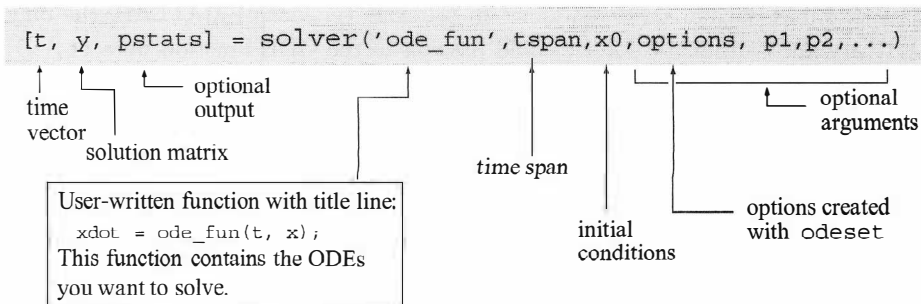 [t, y, pstats] = solver('ode_fun',tspan,x0,options, p1,p2,...)
time
vector
solution matrix
optional
output
time span
initial
conditions
optional
arguments
options created
with odeset
User-written function with title line:
xdot = ode_fun(t, x);
This function contains the ODEs
you want to solve.